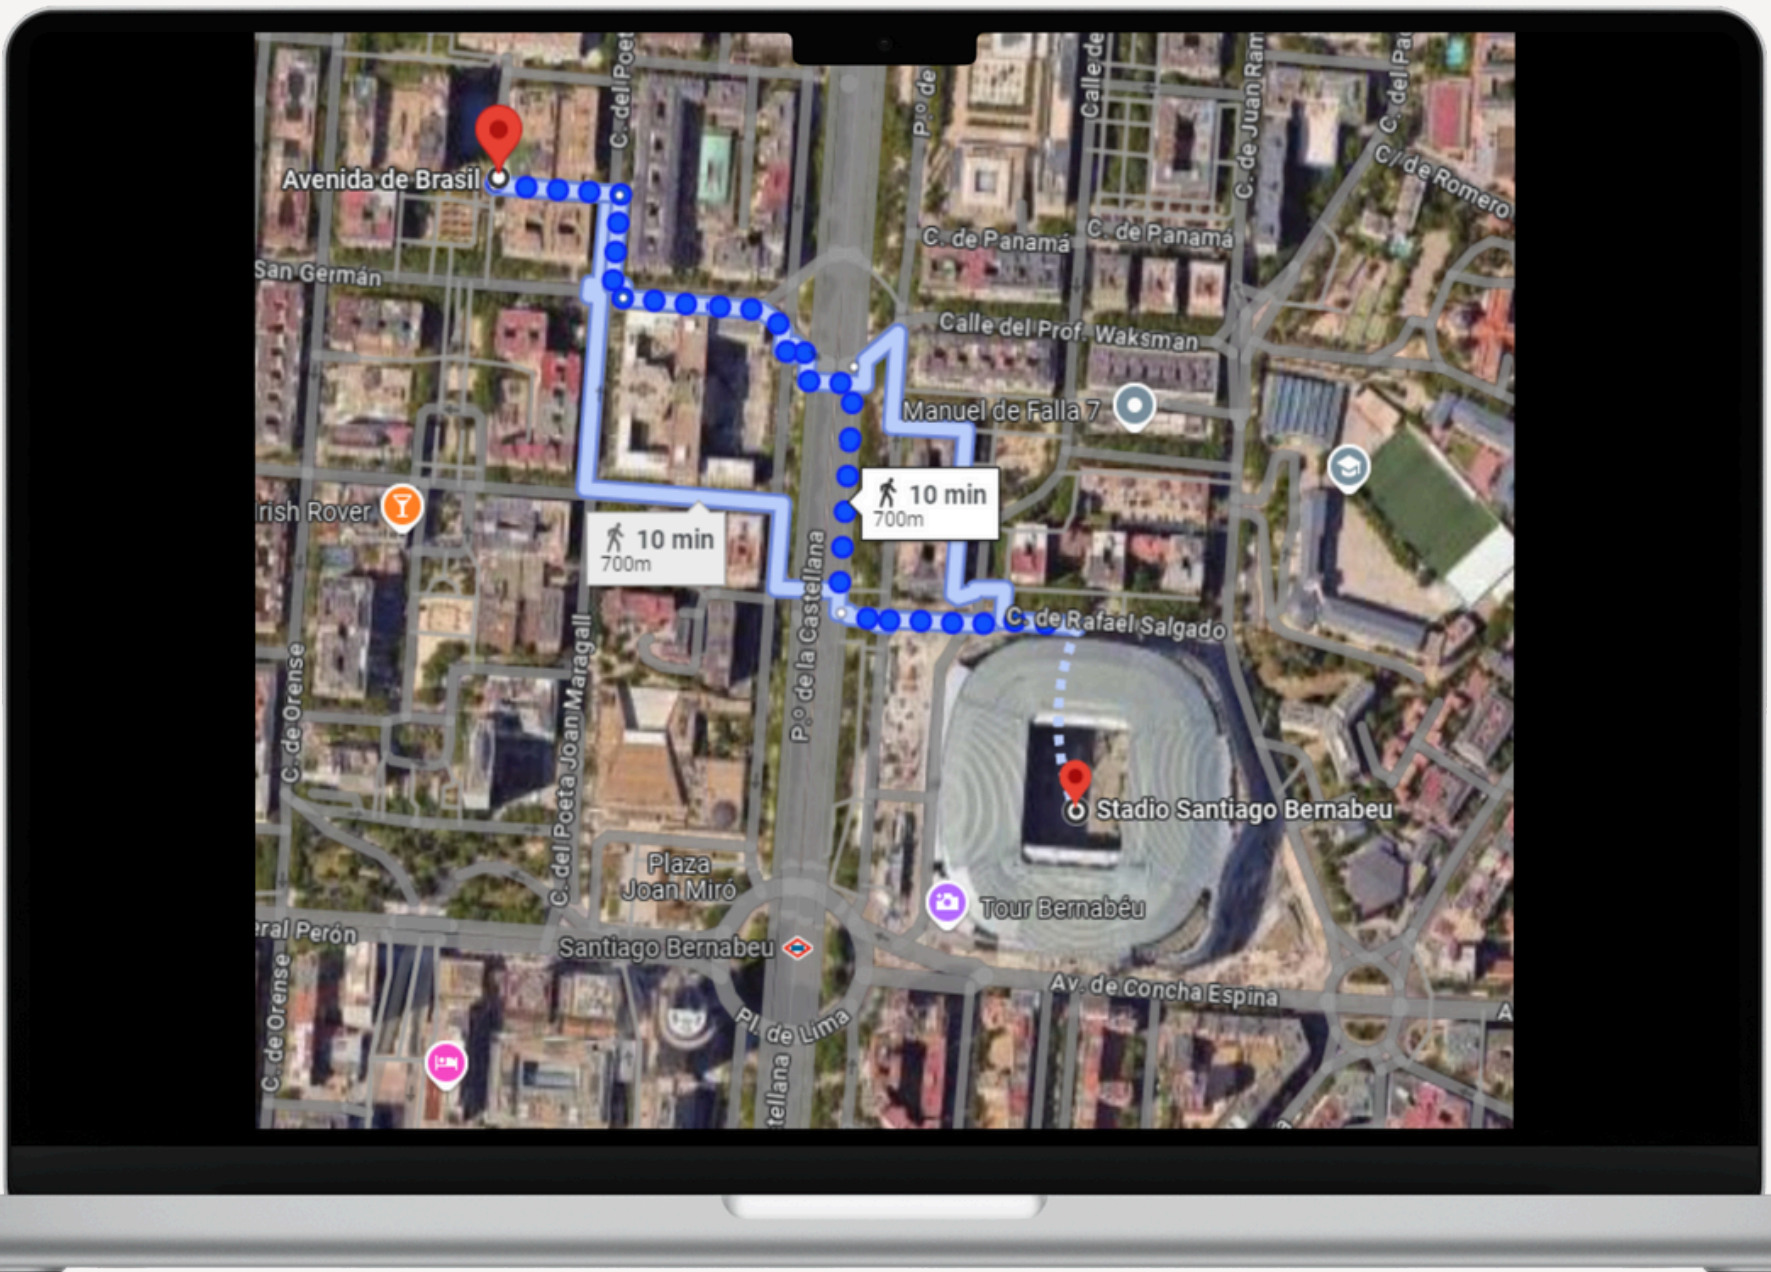 C. del Poet
P.º de
Calle de
C. de Juan Ram
C. del Pa
C/ de Romero
Avenida de Brasil
C. de Panamá
C. de Panamá
San Germán
Calle del Prof. Waksman
Manuel de Falla 7
10 min
700m
Irish Rover
10 min
700m
C. de Rafael Salgado
P.º de la Castellana
C. de Orense
C. del Poeta Joan Maragall
Stadio Santiago Bernabeu
Plaza
Joan Miró
Tour Bernabéu
eral Perón
Santiago Bernabeu
Av. de Concha Espina
A
C. de Orense
Pl. de Lima
tellana